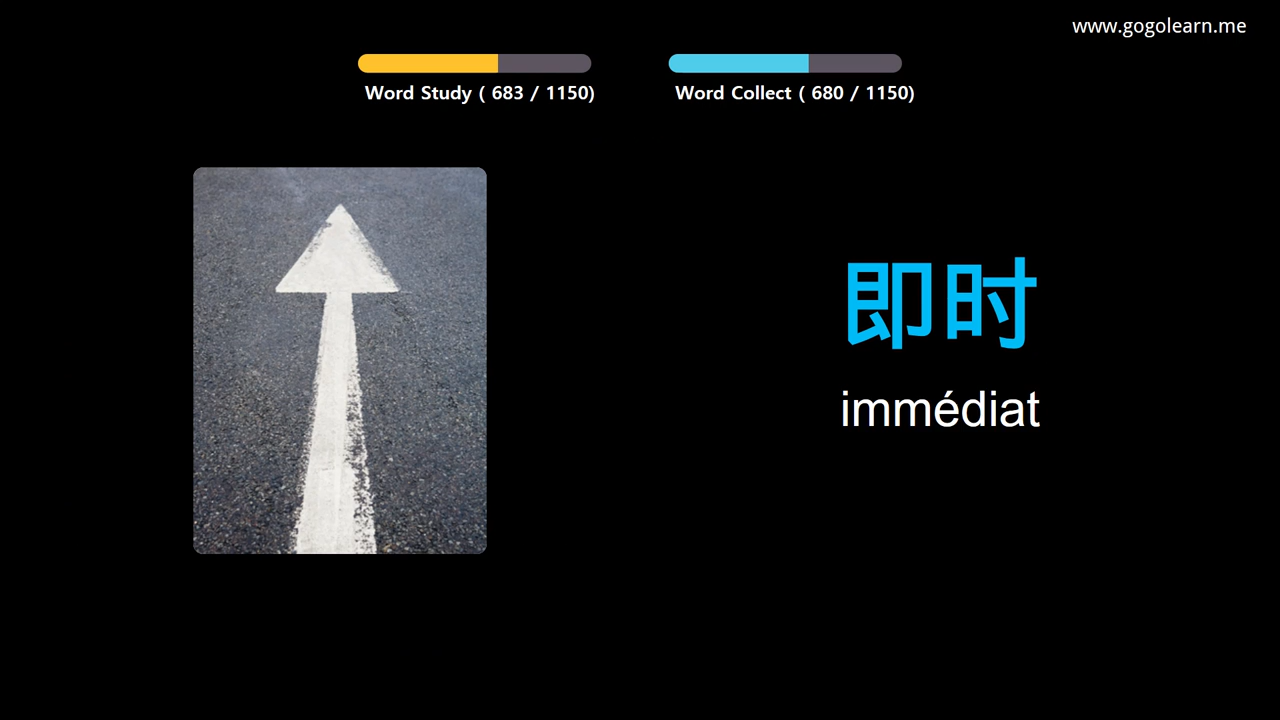 www.gogolearn.me
Word Study ( 683 / 1150)
Word Collect ( 680 / 1150)
即时
immédiat